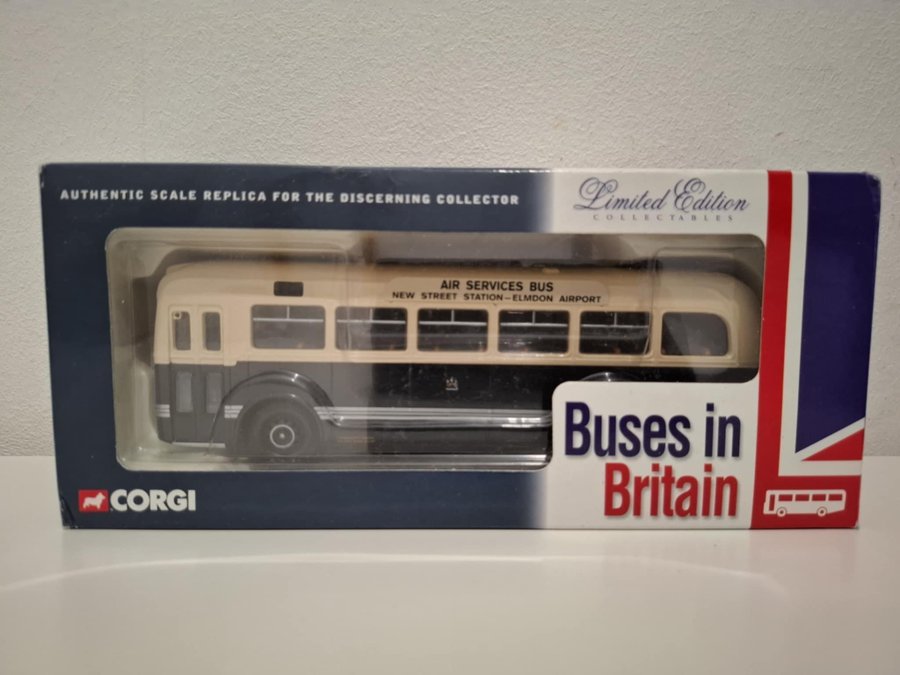 AUTHENTIC SCALE REPLICA FOR THE DISCERNING COLLECTOR
Limited Edition
COLLECTABLES
AIR SERVICES BUS
NEW STREET STATION-ELMDON AIRPORT
Buses in
Britain
CORGI